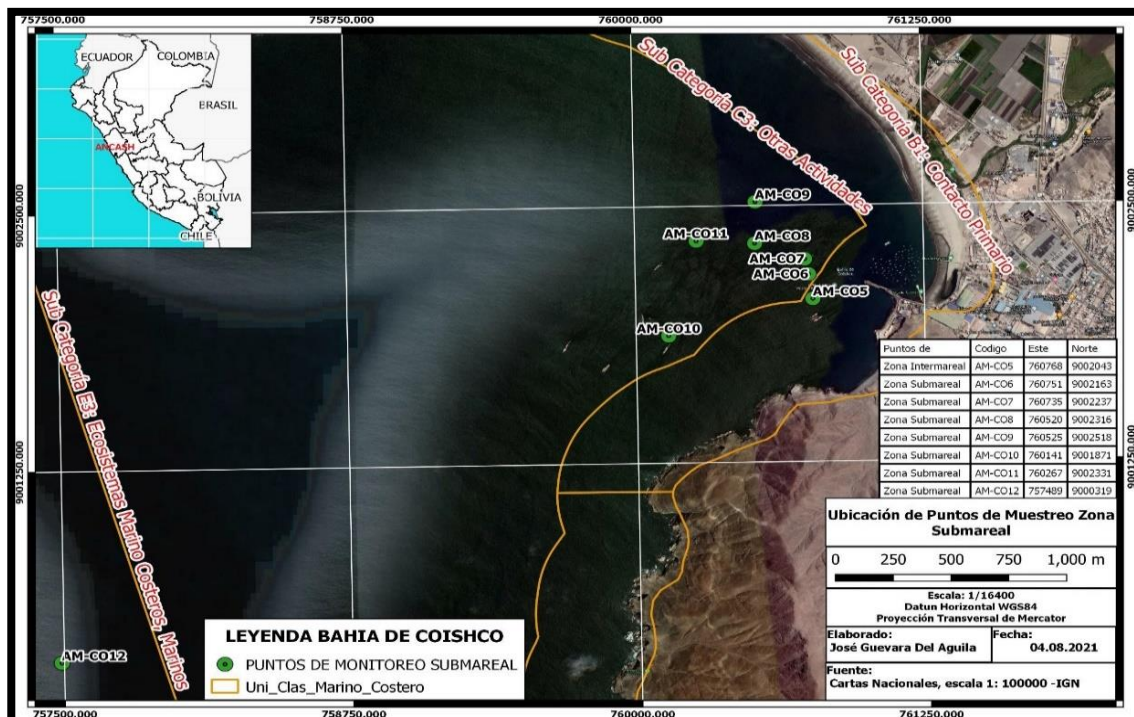 757500.000 758750.000 760000.000 761250.000
ECUADOR COLOMBIA
BRASIL
ANCASH
BOLIVIA
CHILE
Sub Categoría C3: Otras Actividades
Sub Categoría B1: Contacto Primario
Sub Categoría E3: Ecosistemas Marino Costeros, Marinos
9002500.000 9002500.000
9001250.000 9001250.000
AM-CO9
AM-CO11 AM-CO8
AM-CO7
AM-CO6
AM-CO5
AM-CO10
AM-CO12
Puntos de Codigo Este Norte
Zona Intermareal AM-CO5 760768 9002043
Zona Submareal AM-CO6 760751 9002163
Zona Submareal AM-CO7 760735 9002237
Zona Submareal AM-CO8 760520 9002316
Zona Submareal AM-CO9 760525 9002518
Zona Submareal AM-CO10 760141 9001871
Zona Submareal AM-CO11 760267 9002331
Zona Submareal AM-CO12 757489 9000319
Ubicación de Puntos de Muestreo Zona
Submareal
0 250 500 750 1,000 m
Escala: 1/16400
Datun Horizontal WGS84
Proyección Transversal de Mercator
Elaborado: Fecha:
José Guevara Del Aguila 04.08.2021
Fuente:
Cartas Nacionales, escala 1: 100000 -IGN
LEYENDA BAHIA DE COISHCO
PUNTOS DE MONITOREO SUBMAREAL
Uni_Clas_Marino_Costero
757500.000 758750.000 760000.000 761250.000